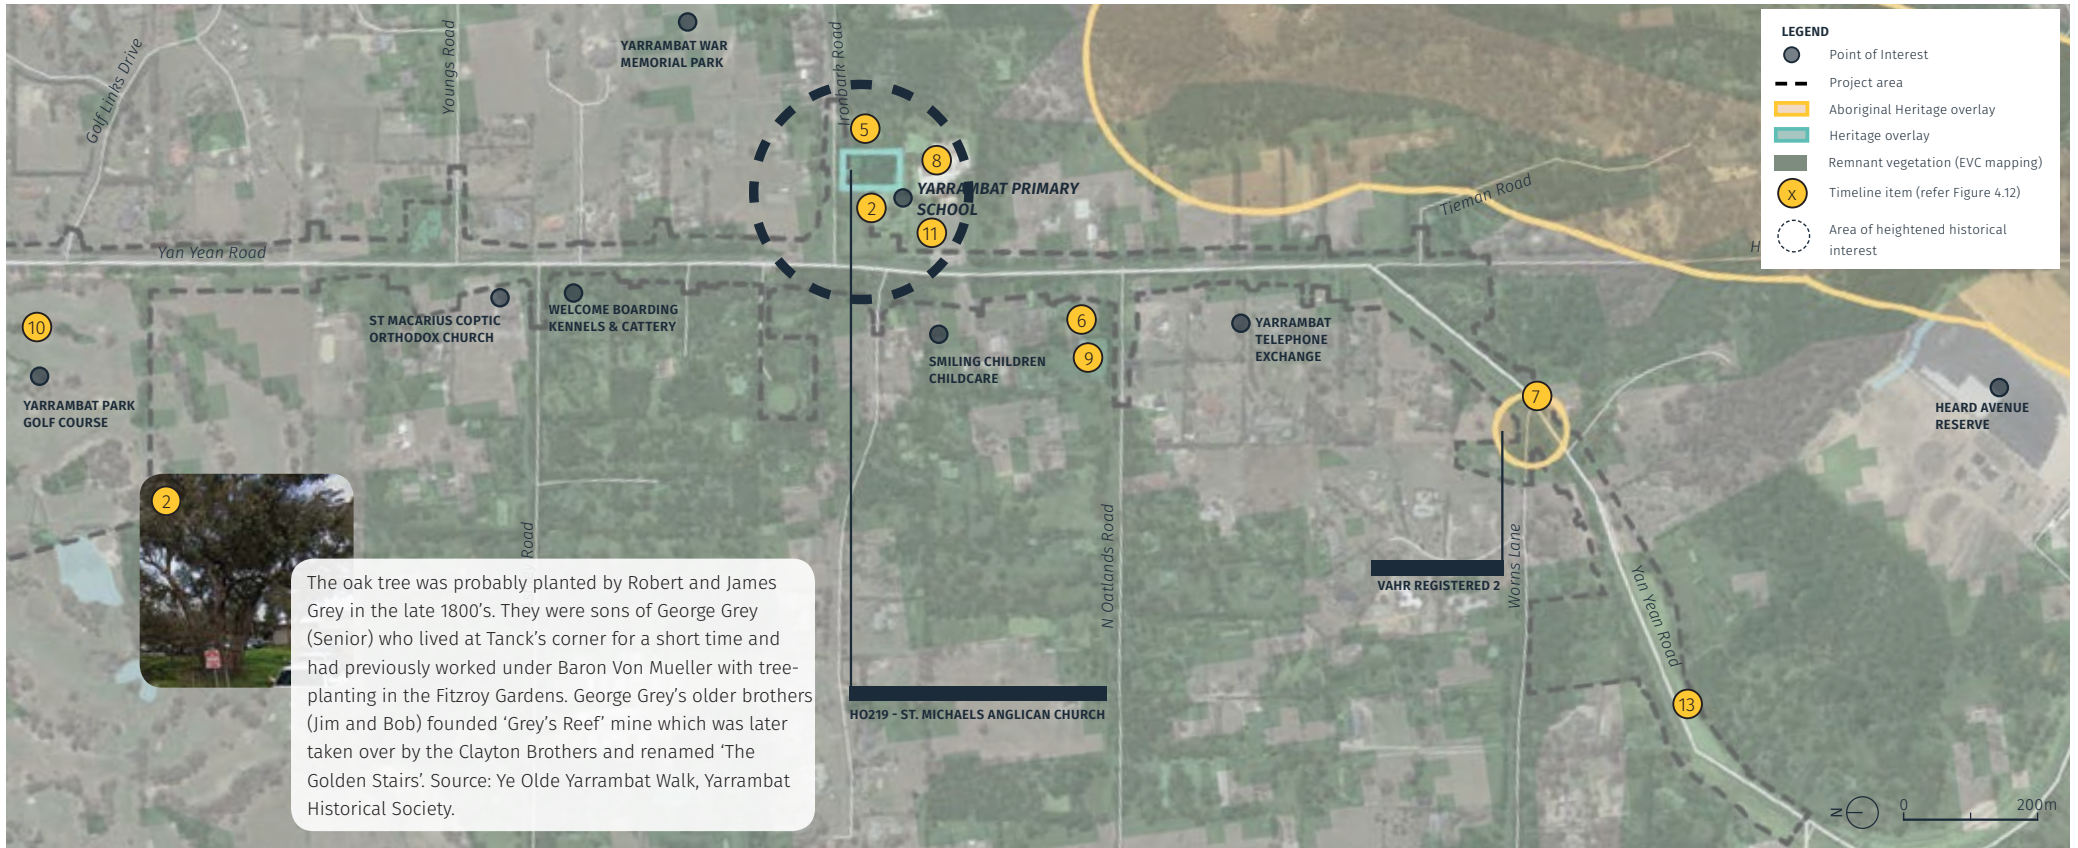 Golf Links Drive
Youngs Road
YARRAMBAT WAR
MEMORIAL PARK
Ironbark Road
5
8
YARRAMBAT PRIMARY
SCHOOL
2
11
Yan Yean Road
Tieman Road
H
LEGEND
Point of Interest
Project area
Aboriginal Heritage overlay
Heritage overlay
Remnant vegetation (EVC mapping)
X Timeline item (refer Figure 4.12)
Area of heightened historical
interest
10
YARRAMBAT PARK
GOLF COURSE
ST MACARIUS COPTIC
ORTHODOX CHURCH
WELCOME BOARDING
KENNELS & CATTERY
SMILING CHILDREN
CHILDCARE
6
9
YARRAMBAT
TELEPHONE
EXCHANGE
7
HEARD AVENUE
RESERVE
2
Road
N Oatlands Road
Worns Lane
VAHR REGISTERED 2
Yan Yean Road
13
HO219 - ST. MICHAELS ANGLICAN CHURCH
The oak tree was probably planted by Robert and James
Grey in the late 1800’s. They were sons of George Grey
(Senior) who lived at Tanck’s corner for a short time and
had previously worked under Baron Von Mueller with tree-
planting in the Fitzroy Gardens. George Grey’s older brothers
(Jim and Bob) founded ‘Grey’s Reef’ mine which was later
taken over by the Clayton Brothers and renamed ‘The
Golden Stairs’. Source: Ye Olde Yarrambat Walk, Yarrambat
Historical Society.
N
0 200m